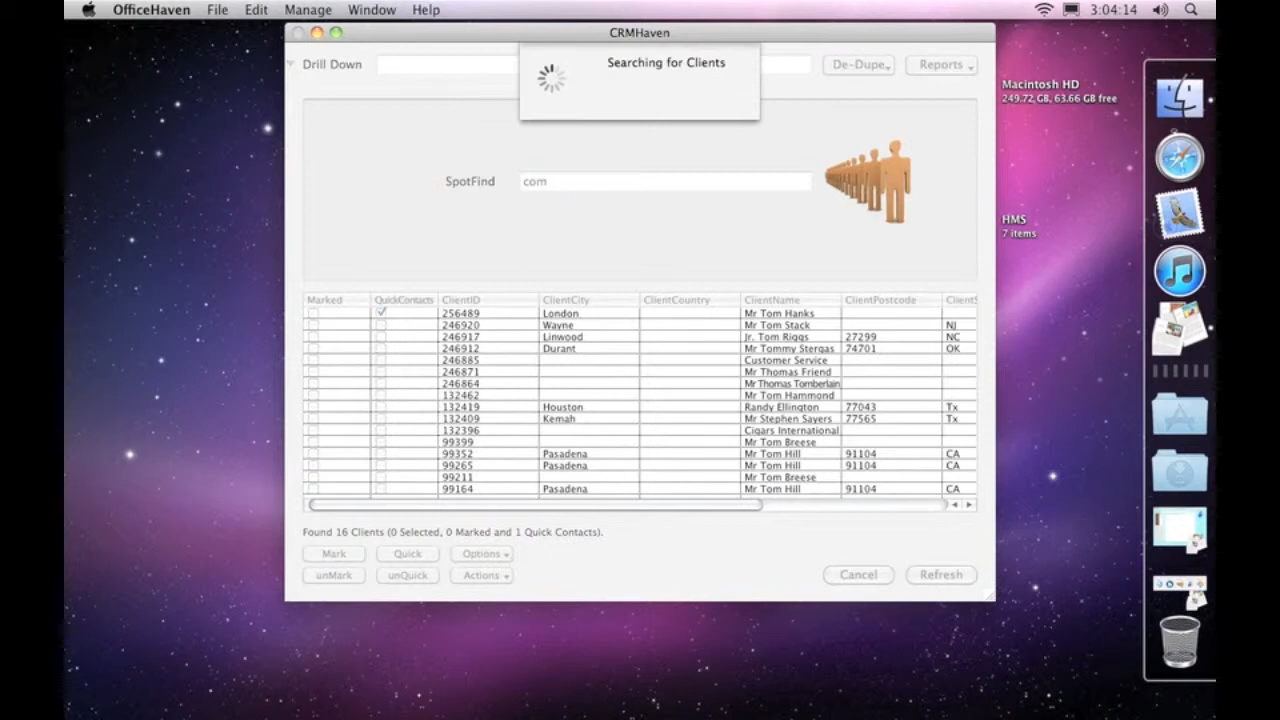 OfficeHaven File Edit Manage Window Help 3:04:14
CRMHaven
Drill Down De-Dupe Reports
Searching for Clients
Macintosh HD
249.72 GB, 63.66 GB free
SpotFind com
HMS
7 items
Marked QuickContacts ClientID ClientCity ClientCountry ClientName ClientPostcode ClientS
256489 London Mr Tom Hanks
246920 Wayne Mr Tom Stack NJ
246917 Linwood Jr. Tom Riggs 27299 NC
246912 Durant Mr Tommy Stergas 74701 OK
246885 Customer Service
246871 Mr Thomas Friend
246864 Mr Thomas Tomberlain
132462 Mr Tom Hammond
132419 Houston Randy Ellington 77043 Tx
132409 Kemah Mr Stephen Sayers 77565 Tx
132396 Cigars International
99399 Mr Tom Breese
99352 Pasadena Mr Tom Hill 91104 CA
99265 Pasadena Mr Tom Hill 91104 CA
99211 Mr Tom Breese
99164 Pasadena Mr Tom Hill 91104 CA
Found 16 Clients (0 Selected, 0 Marked and 1 Quick Contacts).
Mark Quick Options
unMark unQuick Actions Cancel Refresh